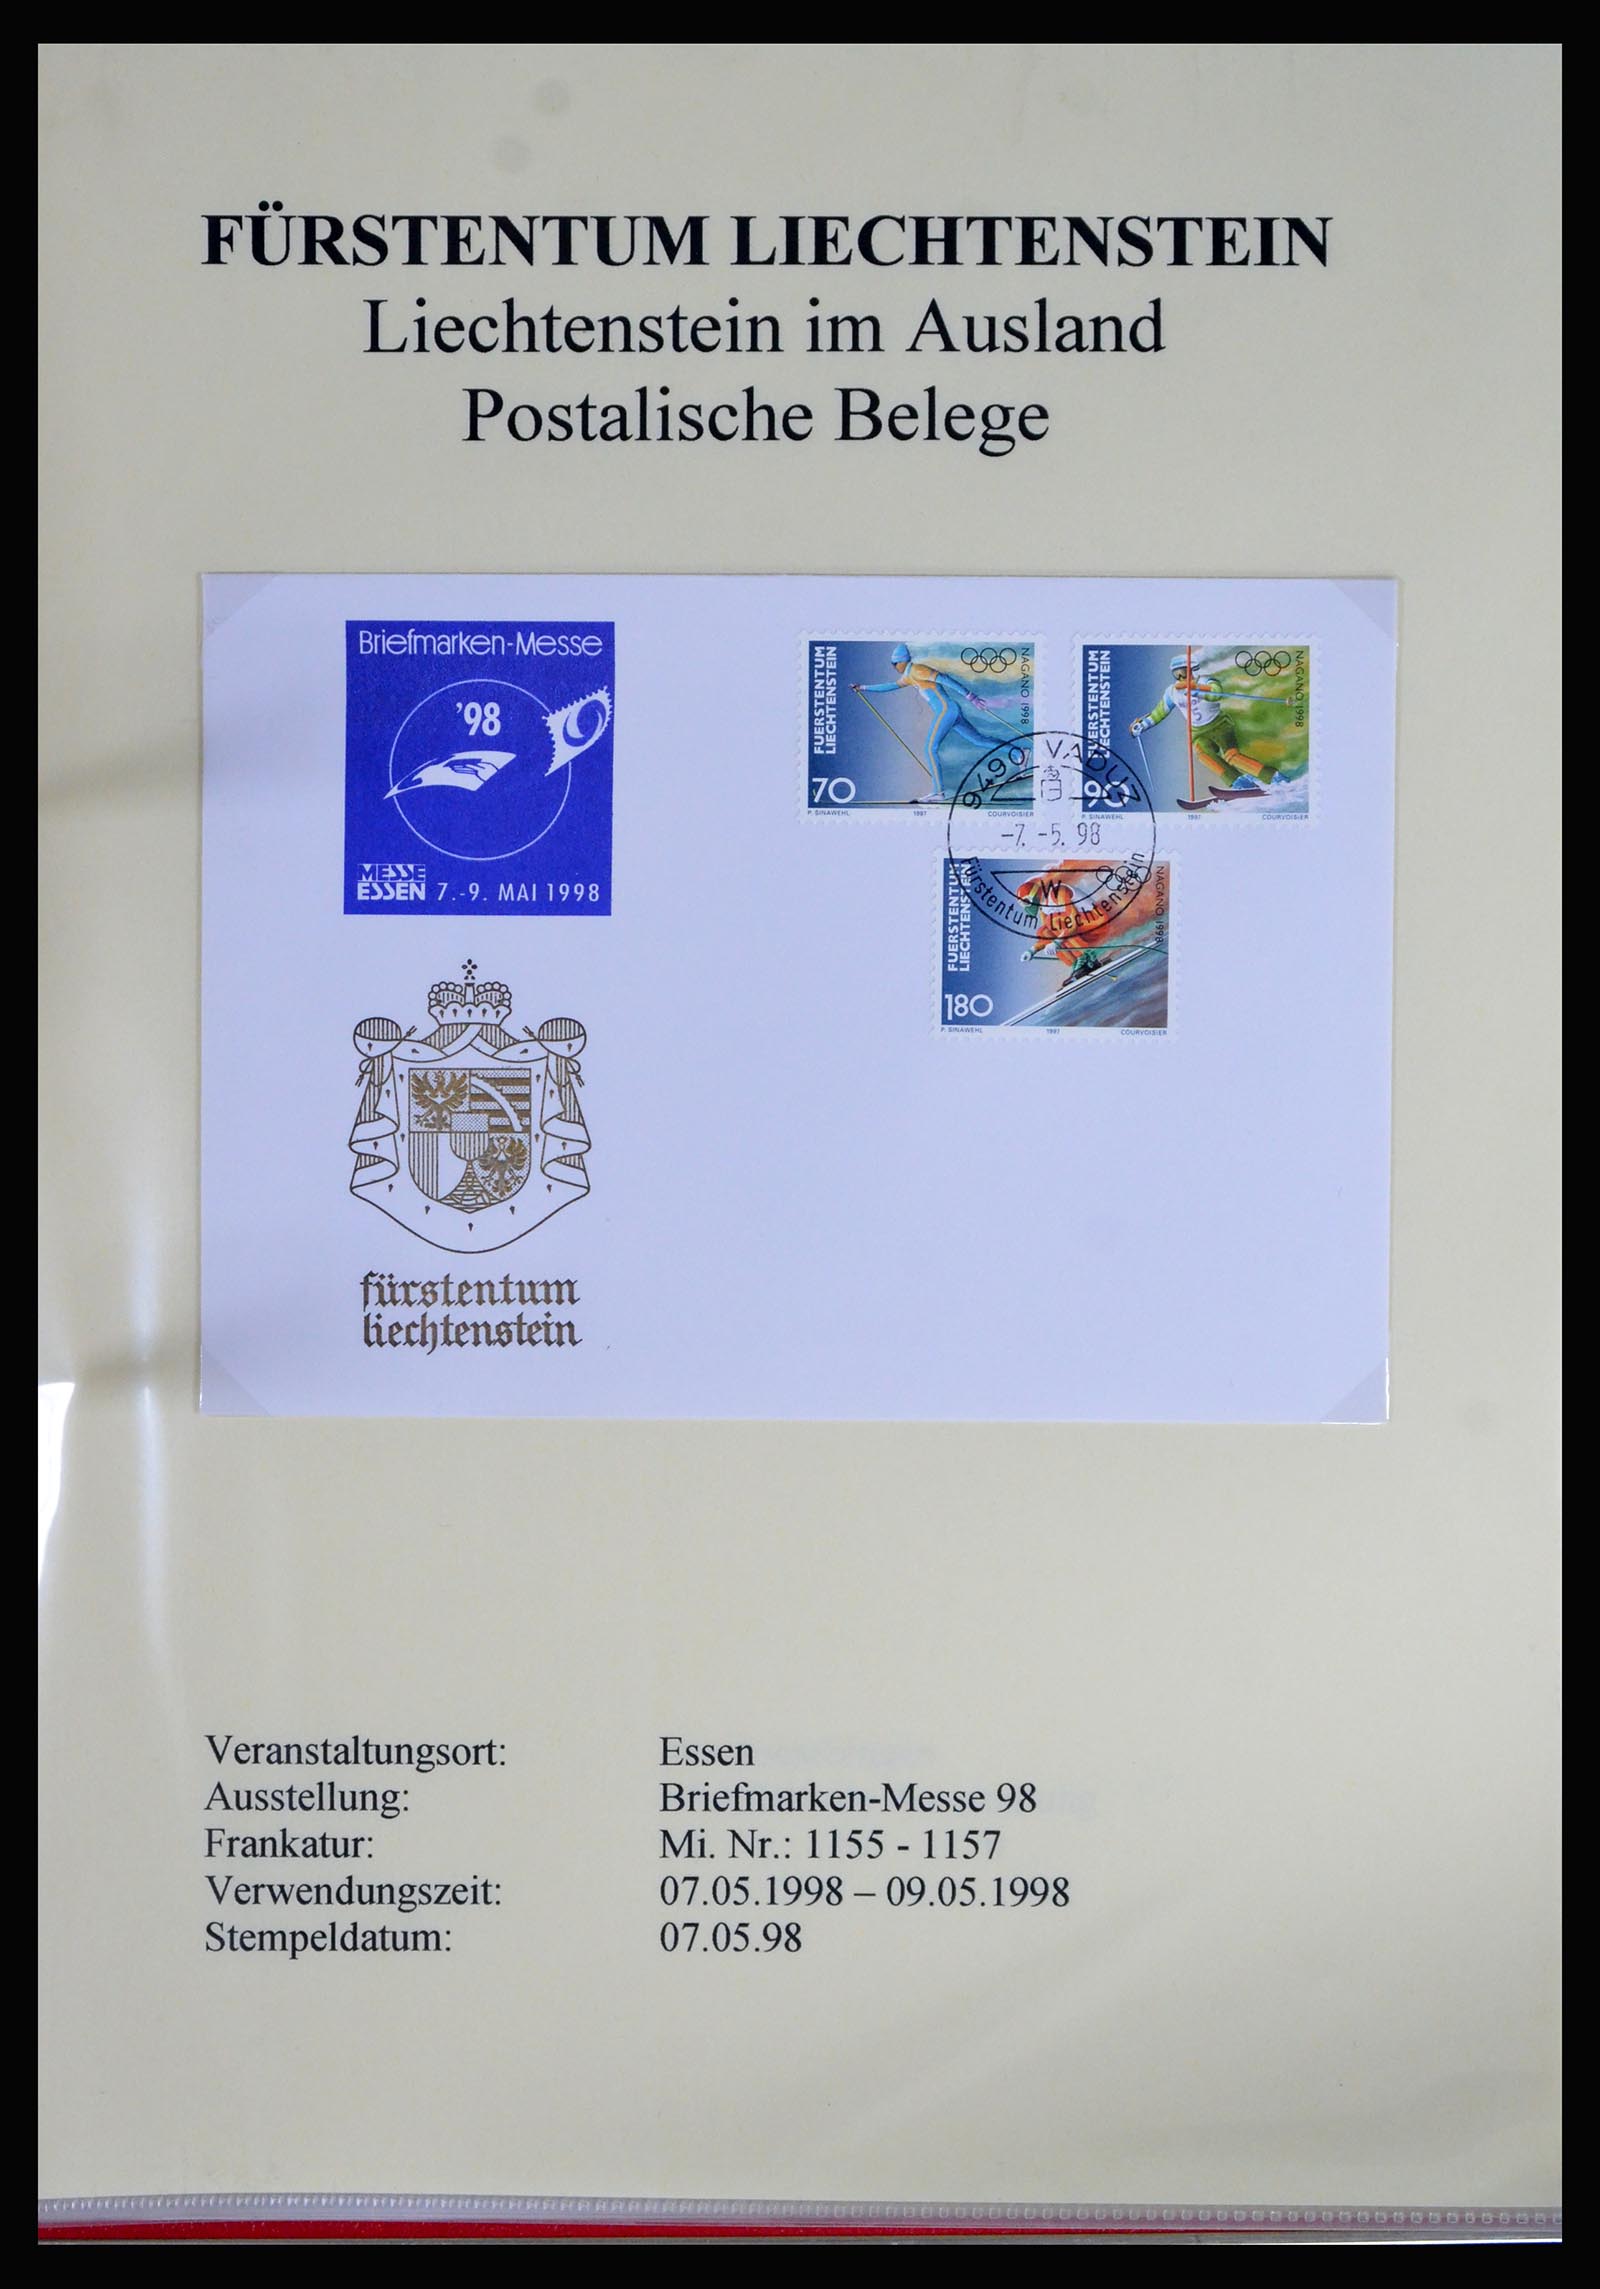 FÜRSTENTUM LIECHTENSTEIN
Liechtenstein im Ausland
Postalische Belege
Briefmarken-Messe
'98
MESSE
ESSEN 7.-9. MAI 1998
fürstentum
liechtenstein
FUERSTENTUM
LIECHTENSTEIN
NAGANO 1998
70
P. SINAWEHL 1997 COURVOISIER
FUERSTENTUM
LIECHTENSTEIN
NAGANO 1998
90
P. SINAWEHL 1997 COURVOISIER
9490 VADUZ
-7.-5.98
W
Fürstentum Liechtenstein
FUERSTENTUM
LIECHTENSTEIN
NAGANO 1998
180
P. SINAWEHL 1997 COURVOISIER
Veranstaltungsort: Essen
Ausstellung: Briefmarken-Messe 98
Frankatur: Mi. Nr.: 1155 - 1157
Verwendungszeit: 07.05.1998 – 09.05.1998
Stempeldatum: 07.05.98